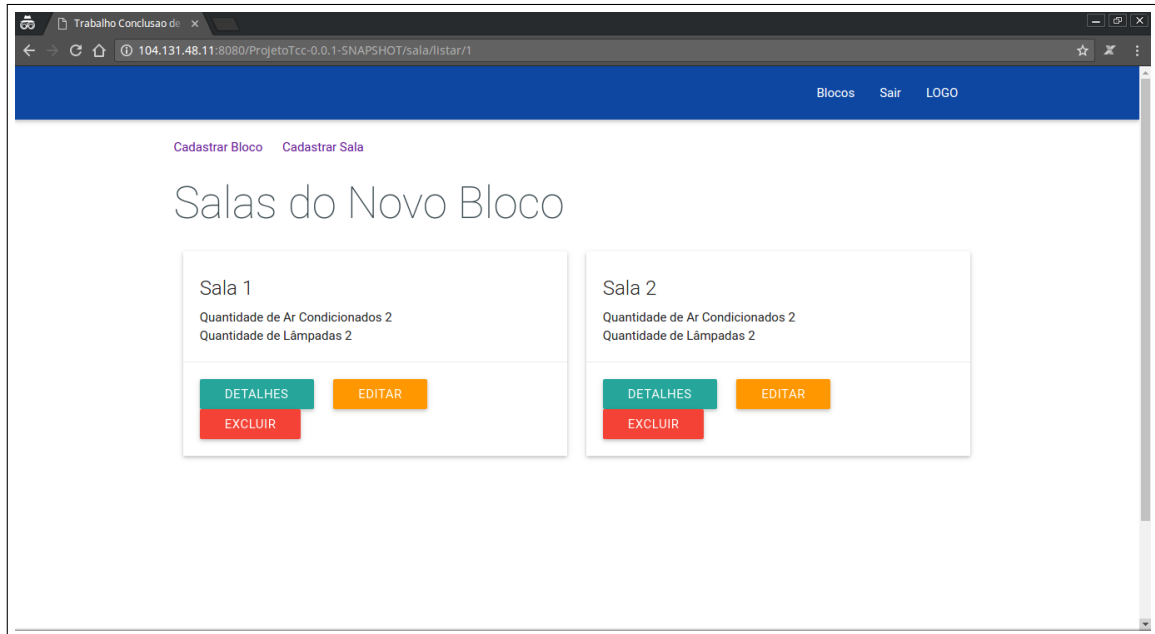 Trabalho Conclusao de
104.131.48.11:8080/ProjetoTcc-0.0.1-SNAPSHOT/sala/listar/1
Blocos Sair LOGO
Cadastrar Bloco Cadastrar Sala
Salas do Novo Bloco
Sala 1
Quantidade de Ar Condicionados 2
Quantidade de Lâmpadas 2
DETALHES EDITAR
EXCLUIR
Sala 2
Quantidade de Ar Condicionados 2
Quantidade de Lâmpadas 2
DETALHES EDITAR
EXCLUIR